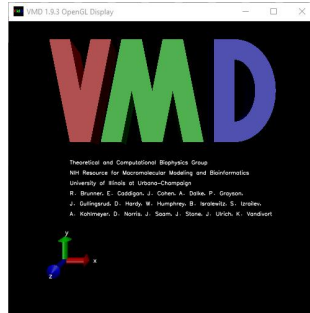 VMD 1.9.3 OpenGL Display
VMD
Theoretical and Computational Biophysics Group
NIH Resource for Macromolecular Modeling and Bioinformatics
University of Illinois at Urbana-Champaign
R. Brunner, E. Caddigan, J. Cohen, A. Dalke, P. Grayson,
J. Gullingsrud, D. Hardy, W. Humphrey, B. Isralewitz, S. Izrailev,
A. Kohlmeyer, D. Norris, J. Saam, J. Stone, J. Ulrich, K. Vandivort
y
x
z